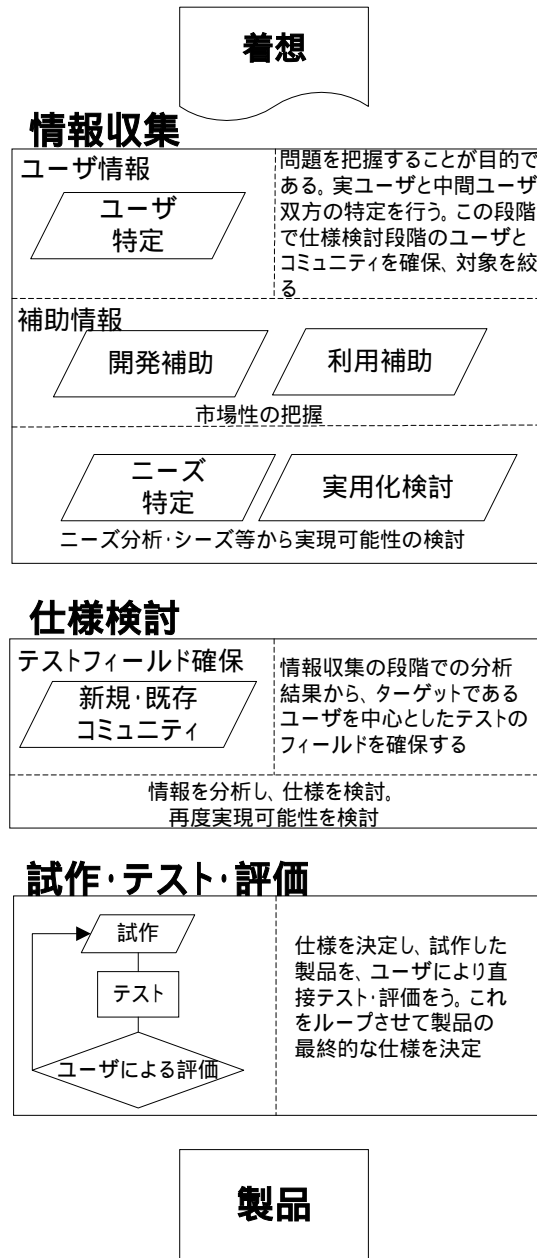 着想
情報収集
ユーザ情報
ユーザ
特定
問題を把握することが目的で
ある。実ユーザと中間ユーザ
双方の特定を行う。この段階
で仕様検討段階のユーザと
コミュニティを確保、対象を絞
る
補助情報
開発補助
利用補助
市場性の把握
ニーズ
特定
実用化検討
ニーズ分析・シーズ等から実現可能性の検討
仕様検討
テストフィールド確保
新規・既存
コミュニティ
情報収集の段階での分析
結果から、ターゲットである
ユーザを中心としたテストの
フィールドを確保する
情報を分析し、仕様を検討。
再度実現可能性を検討
試作・テスト・評価
試作
テスト
ユーザによる評価
仕様を決定し、試作した
製品を、ユーザにより直
接テスト・評価をう。これ
をループさせて製品の
最終的な仕様を決定
製品